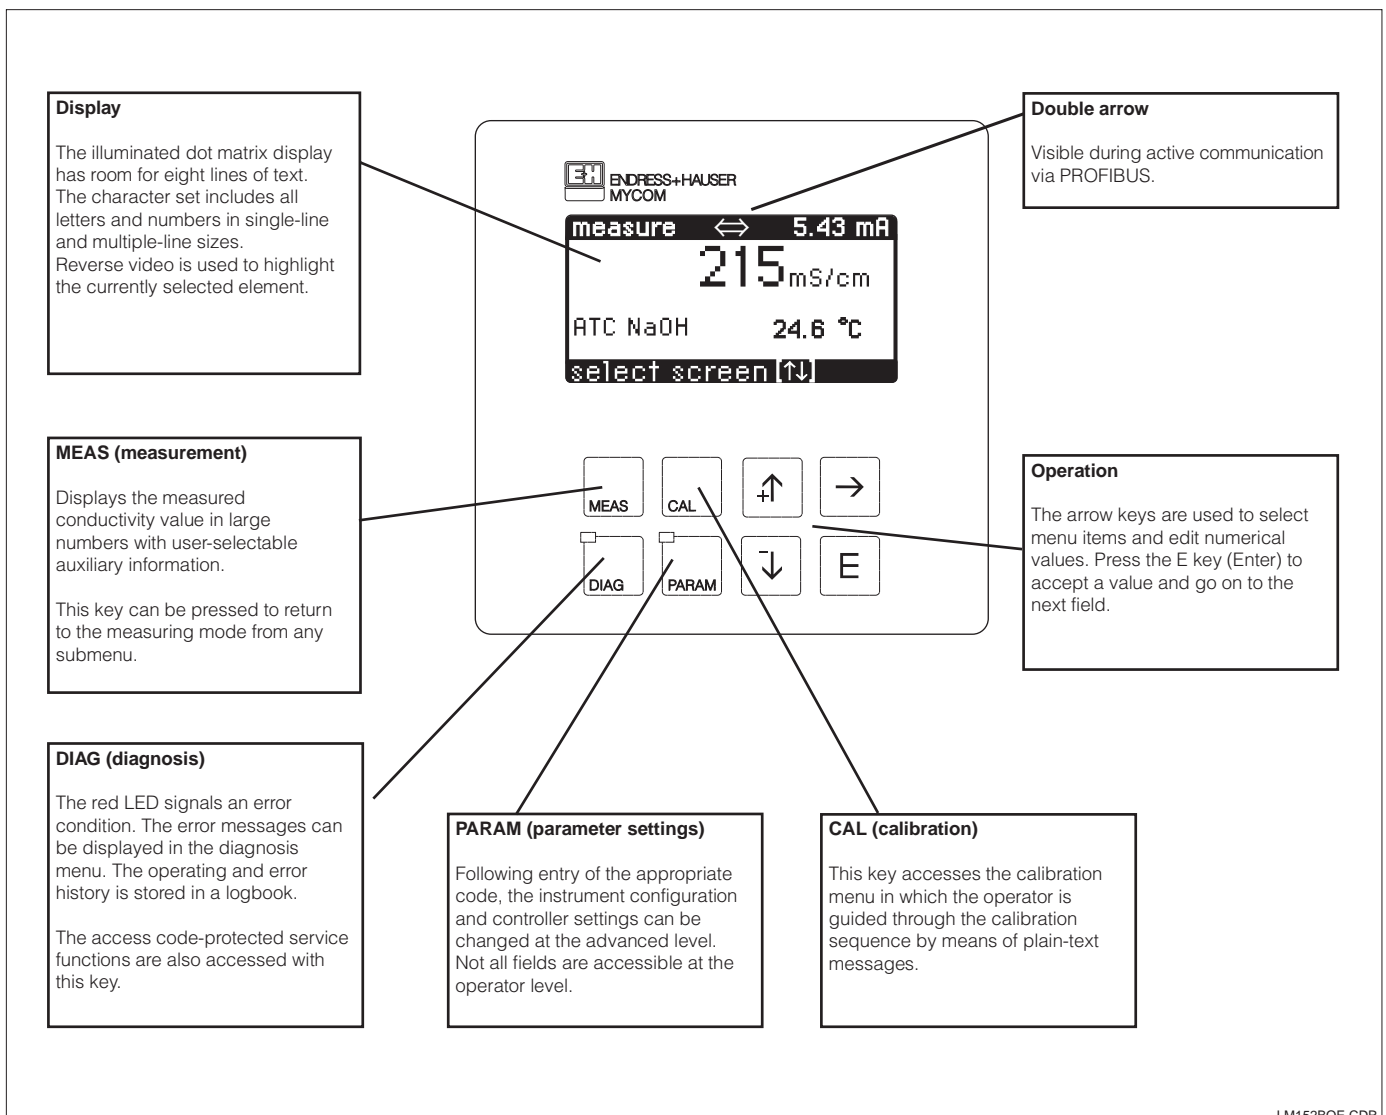 Display
The illuminated dot matrix display
has room for eight lines of text.
The character set includes all
letters and numbers in single-line
and multiple-line sizes.
Reverse video is used to highlight
the currently selected element.
Double arrow
Visible during active communication
via PROFIBUS.
E+H ENDRESS+HAUSER
MYCOM
measure ⇔ 5.43 mA
215 mS/cm
ATC NaOH 24.6 °C
select screen [↑↓]
MEAS (measurement)
Displays the measured
conductivity value in large
numbers with user-selectable
auxiliary information.
This key can be pressed to return
to the measuring mode from any
submenu.
MEAS CAL +↑ →
DIAG PARAM -↓ E
Operation
The arrow keys are used to select
menu items and edit numerical
values. Press the E key (Enter) to
accept a value and go on to the
next field.
DIAG (diagnosis)
The red LED signals an error
condition. The error messages can
be displayed in the diagnosis
menu. The operating and error
history is stored in a logbook.
The access code-protected service
functions are also accessed with
this key.
PARAM (parameter settings)
Following entry of the appropriate
code, the instrument configuration
and controller settings can be
changed at the advanced level.
Not all fields are accessible at the
operator level.
CAL (calibration)
This key accesses the calibration
menu in which the operator is
guided through the calibration
sequence by means of plain-text
messages.